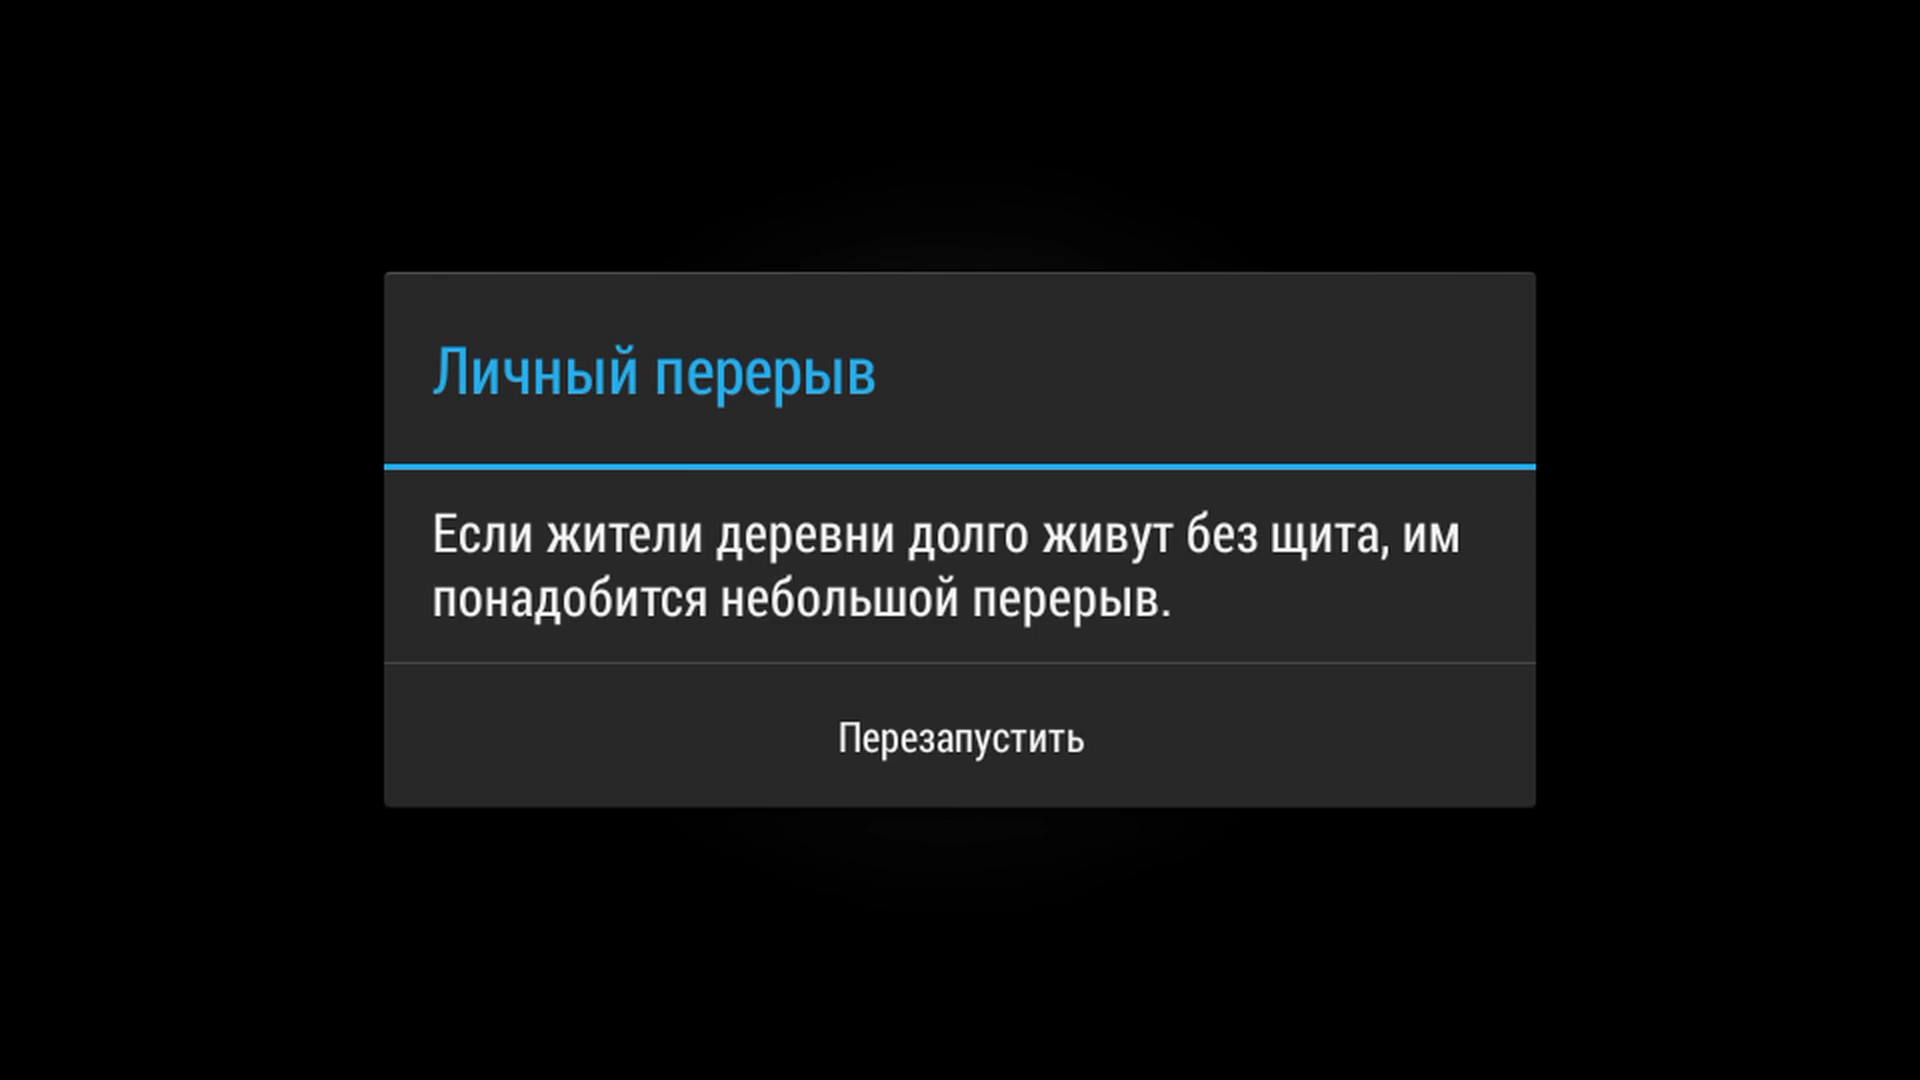 Личный перерыв
Если жители деревни долго живут без щита, им
понадобится небольшой перерыв.
Перезапустить